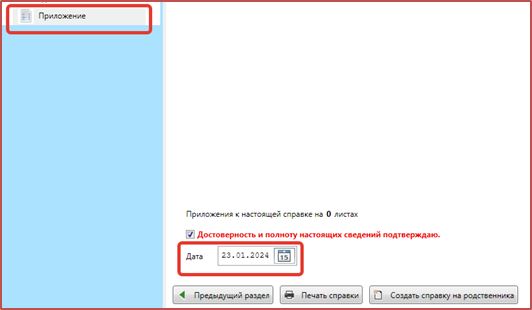 Приложение
Приложения к настоящей справке на 0 листах
Достоверность и полноту настоящих сведений подтверждаю.
Дата 23.01.2024 15
Предыдущий раздел Печать справки Создать справку на родственника